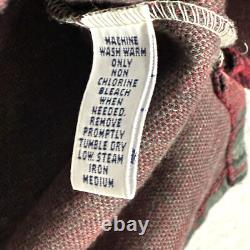 MACHINE
WASH WARM
ONLY
NON
CHLORINE
BLEACH
WHEN
NEEDED.
REMOVE
PROMPTLY
TUMBLE DRY
LOW. STEAM
IRON
MEDIUM